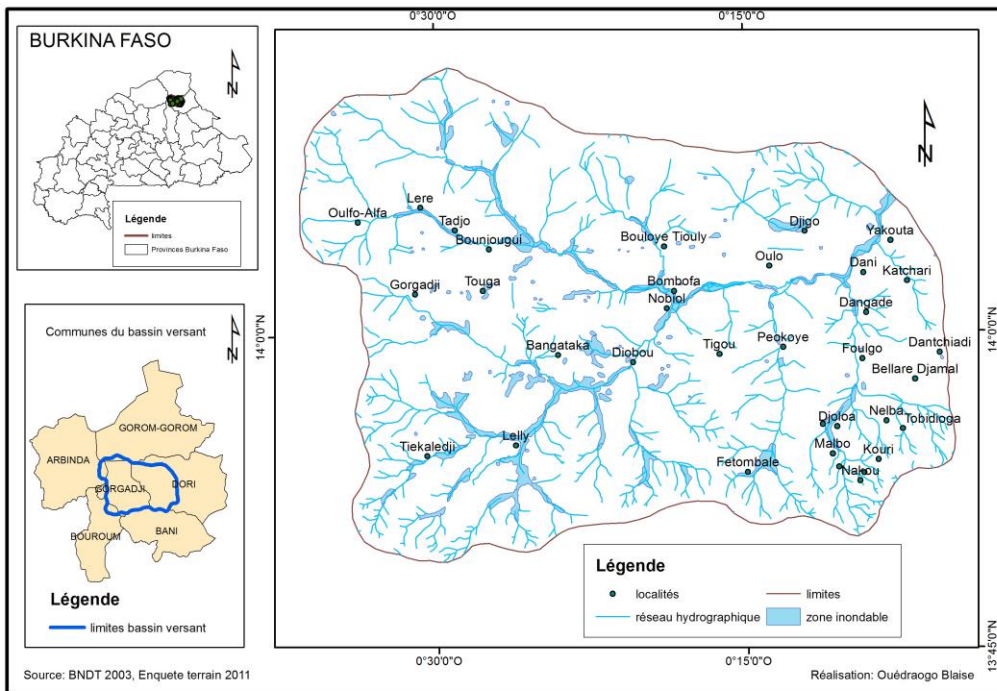 BURKINA FASO
N
Légende
limites
Provinces Burkina Faso
Communes du bassin versant
N
GOROM-GOROM
ARBINDA
GORGADJI
DORI
BOUROUM
BANI
Légende
limites bassin versant
Source: BNDT 2003, Enquete terrain 2011
0°30'0"O
0°15'0"O
N
Lere
Oulfo-Alfa
Tadjo
Djigo
Bounjougui
Bouloye Tiouly
Yakouta
Oulo
Dani
Katchari
Gorgadji
Touga
Bombofa
Nobiol
Dangade
14°0'0"N
14°0'0"N
Bangataka
Diobou
Tigou
Peokoye
Foulgo
Dantchiadi
Bellare Djamal
Djoloa
Nelba
Tobidioga
Tiekaledji
Lelly
Malbo
Kouri
Fetombale
Nakou
Légende
localités
limites
réseau hydrographique
zone inondable
13°45'0"N
0°30'0"O
0°15'0"O
Réalisation: Ouédraogo Blaise